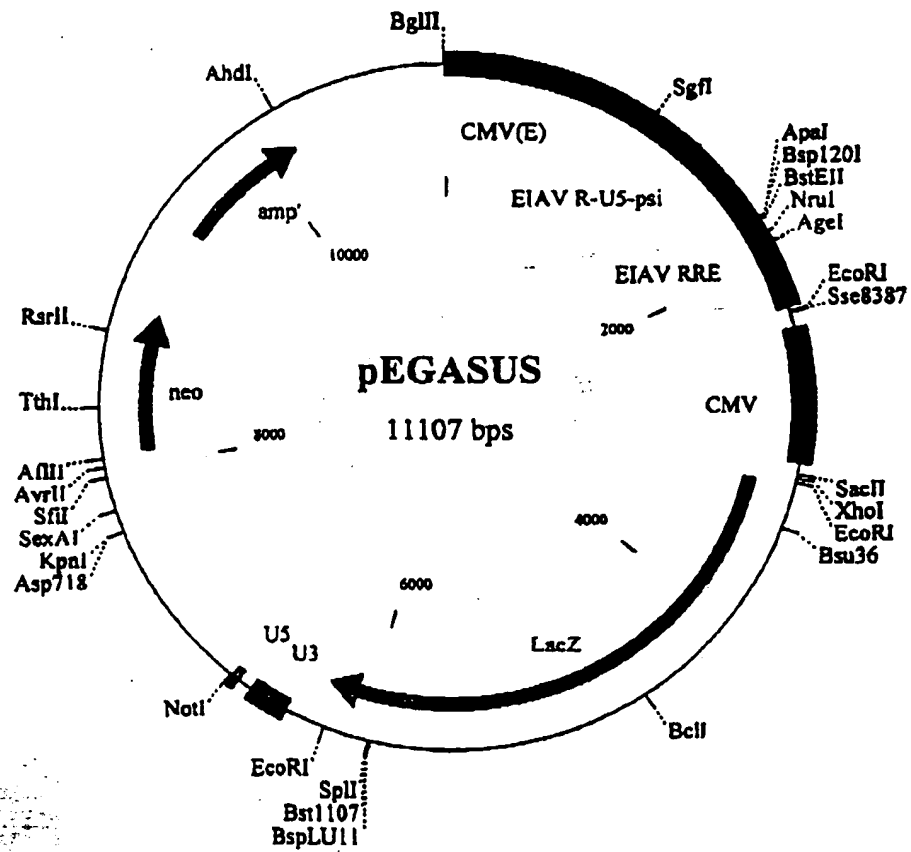 BglII
AhdI
SgfI
CMV(E)
ApaI
Bsp120I
BstEII
NruI
AgeI
EIAV R-U5-psi
amp'
10000
EIAV RRE
EcoRI
Sse8387
2000
RsrII
pEGASUS
11107 bps
TthI
neo
CMV
8000
AflII
AvrII
SfiI
SexAI
KpnI
Asp718
SacII
XhoI
EcoRI
Bsu36
4000
6000
U5
U3
LacZ
NotI
BclI
EcoRI
SplI
Bst1107
BspLU11